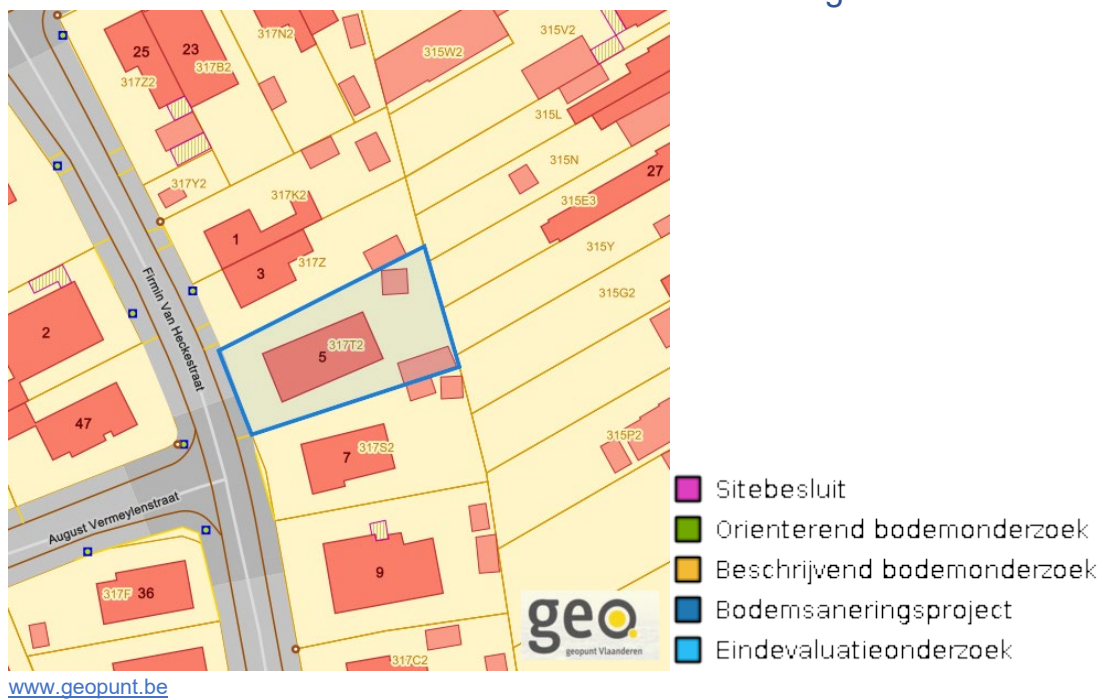 317N2
315V2
25
23
317B2
315W2
317Z2
315L
315N
27
317Y2
317K2
315E3
1
317Z
315Y
3
315G2
Firmin Van Heckestraat
2
5
317T2
47
315P2
7
317S2
Sitebesluit
August Vermeylenstraat
Oriënterend bodemonderzoek
9
Beschrijvend bodemonderzoek
317F
36
geo
Bodemsaneringsproject
geopunt Vlaanderen
Eindevaluatieonderzoek
317C2
www.geopunt.be